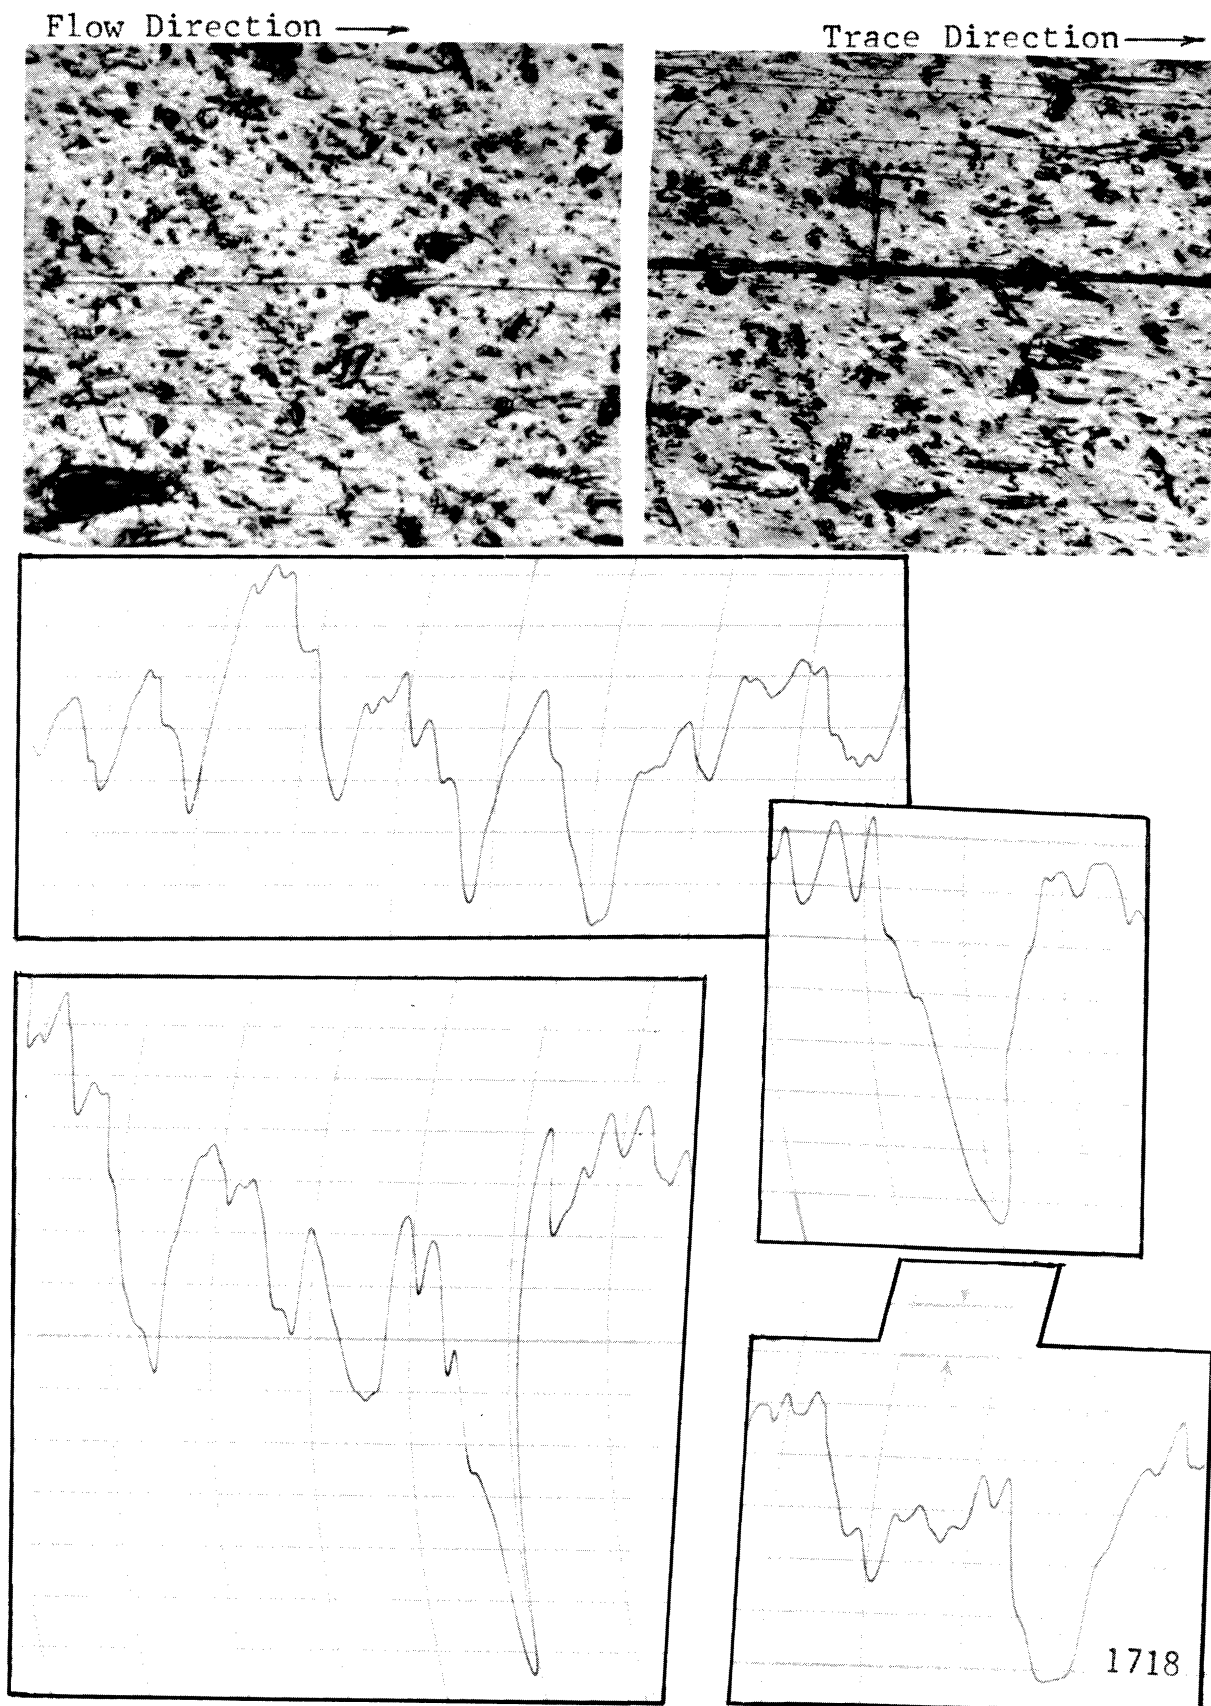 Flow Direction →
Trace Direction →
1718